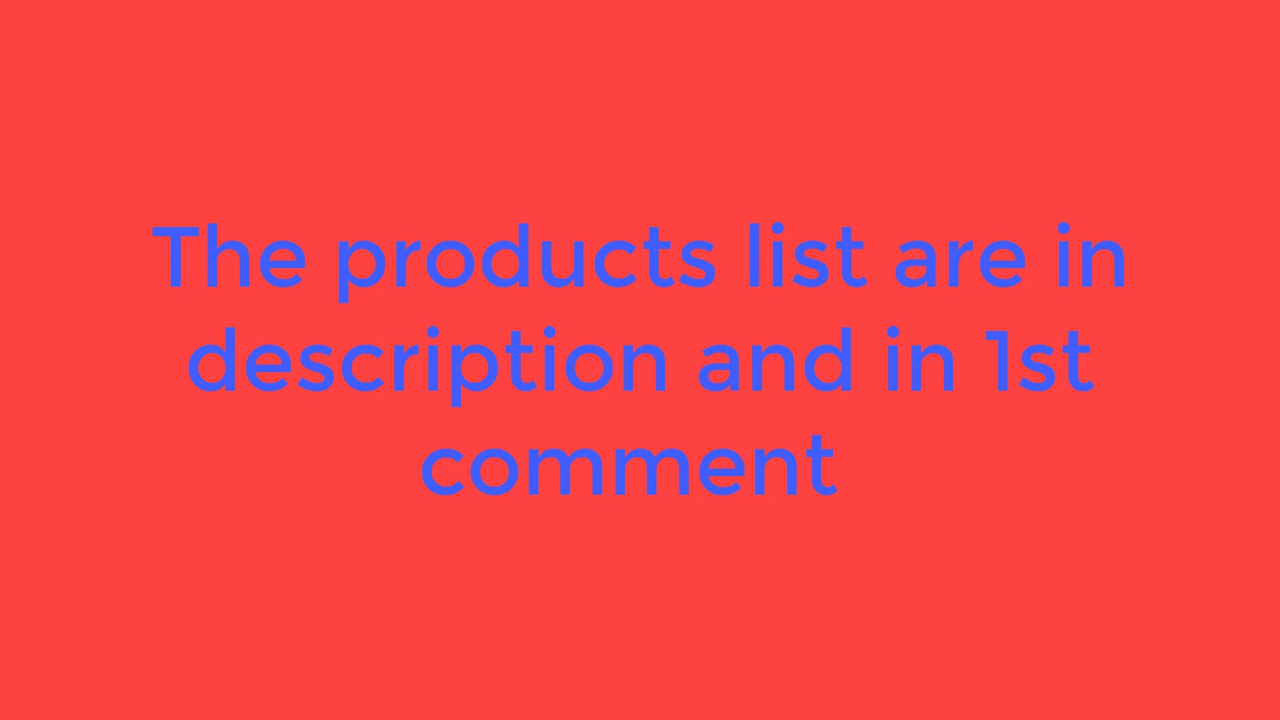 The products list are in
description and in 1st
comment